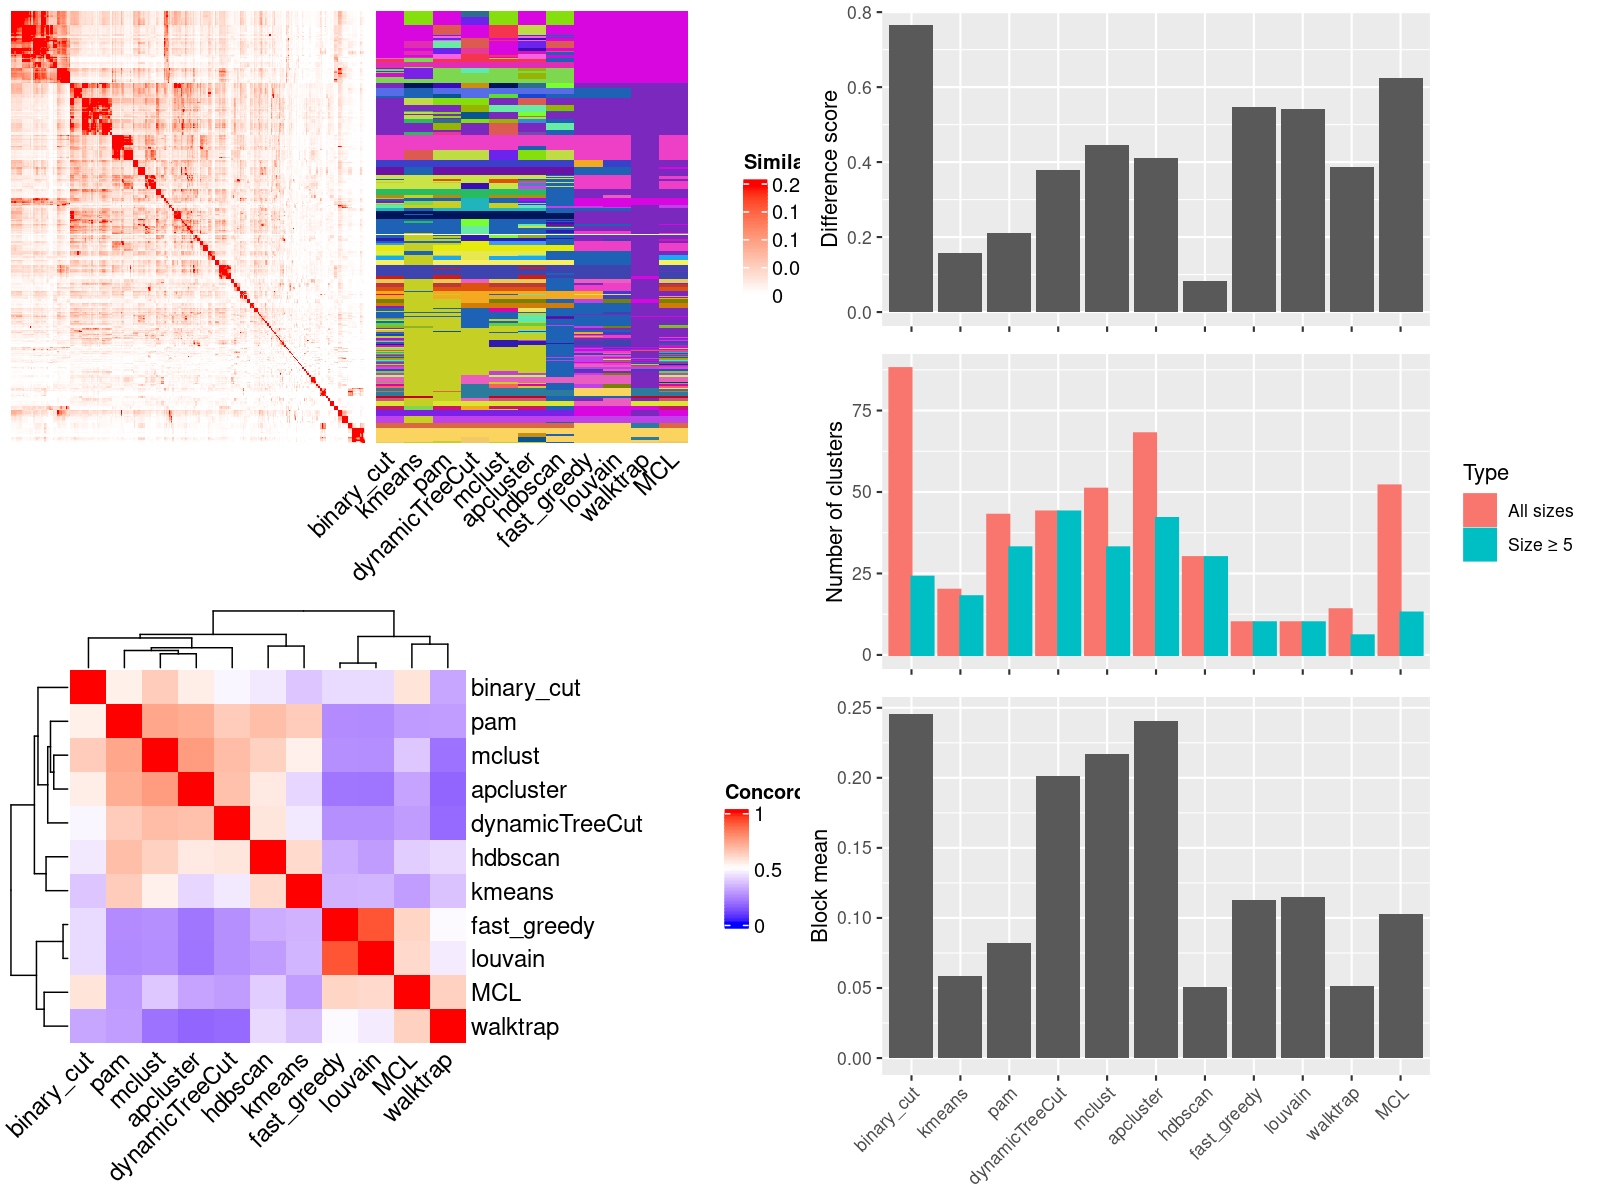 Simila
0.2
0.1
0.1
0.0
0
binary_cut
kmeans
pam
dynamicTreeCut
mclust
apcluster
hdbscan
fast_greedy
louvain
walktrap
MCL
binary_cut
pam
mclust
apcluster
dynamicTreeCut
hdbscan
kmeans
fast_greedy
louvain
MCL
walktrap
Concord
1
0.5
0
binary_cut
pam
mclust
apcluster
dynamicTreeCut
hdbscan
kmeans
fast_greedy
louvain
MCL
walktrap
Difference score
0.8
0.6
0.4
0.2
0.0
Number of clusters
75
50
25
0
Type
All sizes
Size ≥ 5
Block mean
0.25
0.20
0.15
0.10
0.05
0.00
binary_cut
kmeans
pam
dynamicTreeCut
mclust
apcluster
hdbscan
fast_greedy
louvain
walktrap
MCL